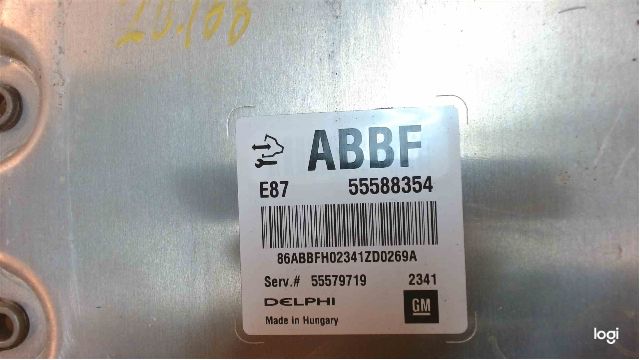 ABBF
E87 55588354
86ABBFH02341ZD0269A
Serv.# 55579719 2341
DELPHI GM
Made in Hungary
logi